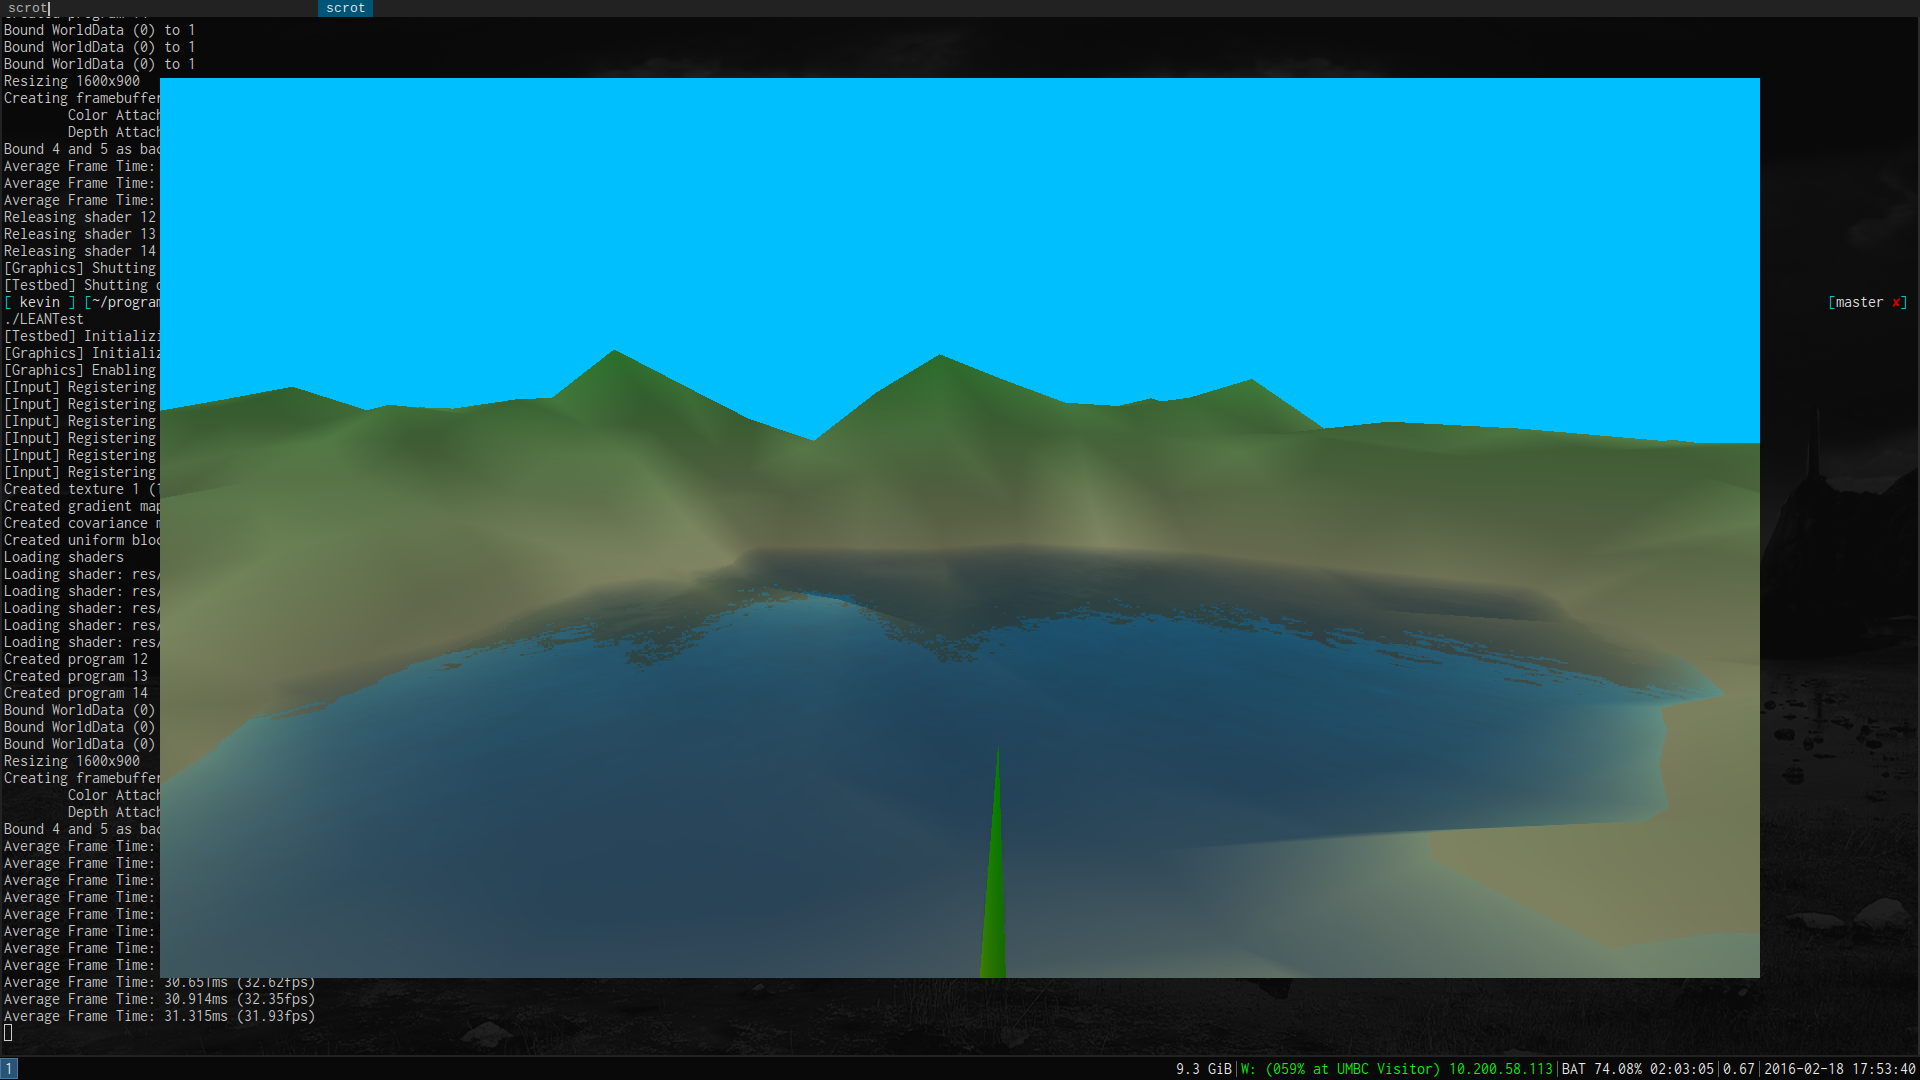 scrot scrot
Bound WorldData (0) to 1
Bound WorldData (0) to 1
Bound WorldData (0) to 1
Resizing 1600x900
Creating framebuffer
Color Attach
Depth Attach
Bound 4 and 5 as bac
Average Frame Time:
Average Frame Time:
Average Frame Time:
Releasing shader 12
Releasing shader 13
Releasing shader 14
[Graphics] Shutting
[Testbed] Shutting
[ kevin ] [~/program [master ✘]
./LEANTest
[Testbed] Initializi
[Graphics] Initializ
[Graphics] Enabling
[Input] Registering
[Input] Registering
[Input] Registering
[Input] Registering
[Input] Registering
[Input] Registering
Created texture 1 (
Created gradient map
Created covariance m
Created uniform bloc
Loading shaders
Loading shader: res/
Loading shader: res/
Loading shader: res/
Loading shader: res/
Loading shader: res/
Created program 12
Created program 13
Created program 14
Bound WorldData (0)
Bound WorldData (0)
Bound WorldData (0)
Resizing 1600x900
Creating framebuffer
Color Attach
Depth Attach
Bound 4 and 5 as bac
Average Frame Time:
Average Frame Time:
Average Frame Time:
Average Frame Time:
Average Frame Time:
Average Frame Time:
Average Frame Time:
Average Frame Time:
Average Frame Time: 30.651ms (32.62fps)
Average Frame Time: 30.914ms (32.35fps)
Average Frame Time: 31.315ms (31.93fps)
1 9.3 GiB|W: (059% at UMBC Visitor) 10.200.58.113|BAT 74.08% 02:03:05|0.67|2016-02-18 17:53:40